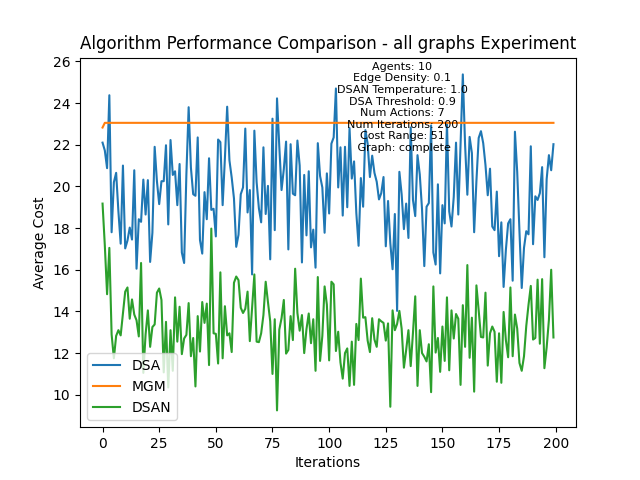 Algorithm Performance Comparison - all graphs Experiment
Agents: 10
Edge Density: 0.1
DSAN Temperature: 1.0
DSA Threshold: 0.9
Num Actions: 7
Num Iterations: 200
Cost Range: 51
Graph: complete
Average Cost
26
24
22
20
18
16
14
12
10
DSA
MGM
DSAN
0
25
50
75
100
125
150
175
200
Iterations